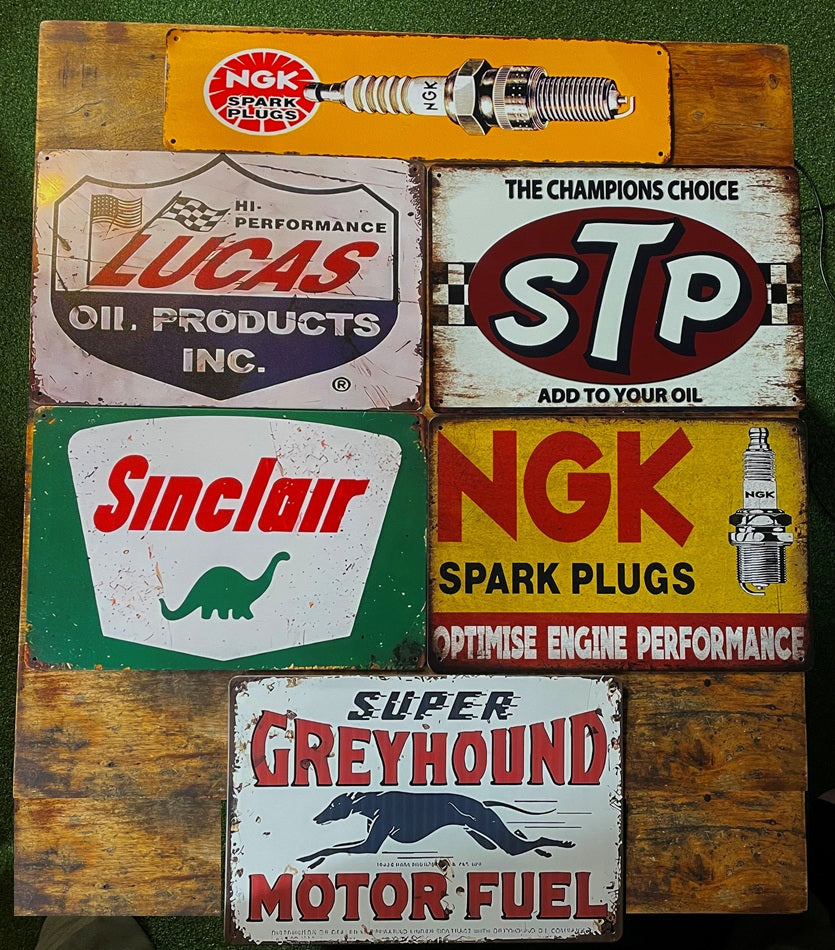 NGK
SPARK
PLUGS
NGK
HI-
PERFORMANCE
LUCAS
OIL PRODUCTS
INC.
®
THE CHAMPIONS CHOICE
STP
ADD TO YOUR OIL
Sinclair
NGK
NGK
SPARK PLUGS
OPTIMISE ENGINE PERFORMANCE
SUPER
GREYHOUND
MOTOR FUEL